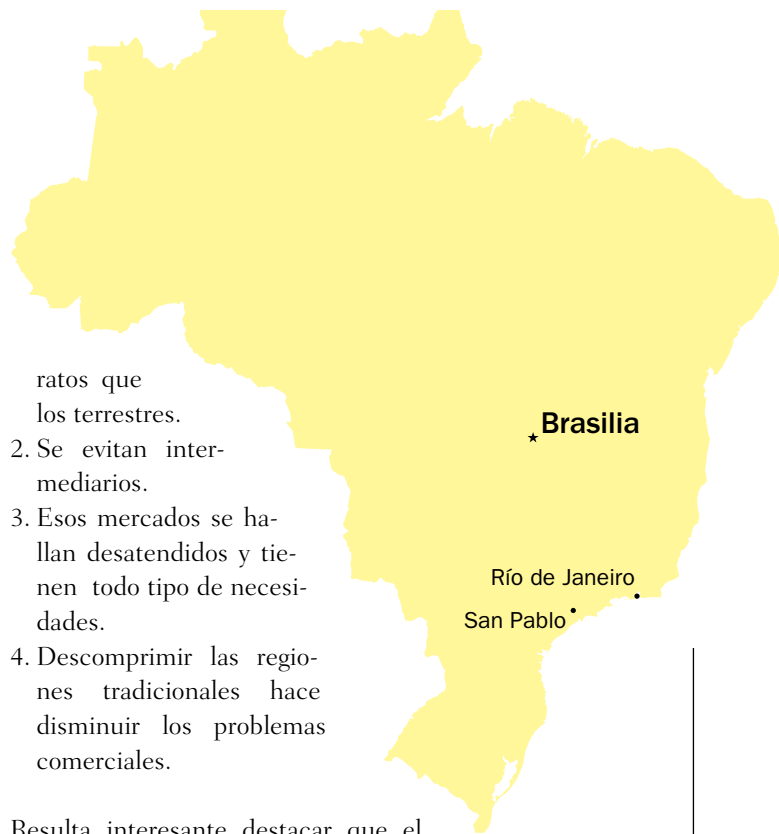 ratos que
los terrestres.
2. Se evitan inter-
mediarios.
3. Esos mercados se ha-
llan desatendidos y tie-
nen todo tipo de necesi-
dades.
4. Descomprimir las regio-
nes tradicionales hace
disminuir los problemas
comerciales.
Resulta interesante destacar que el
Brasilia
Río de Janeiro
San Pablo